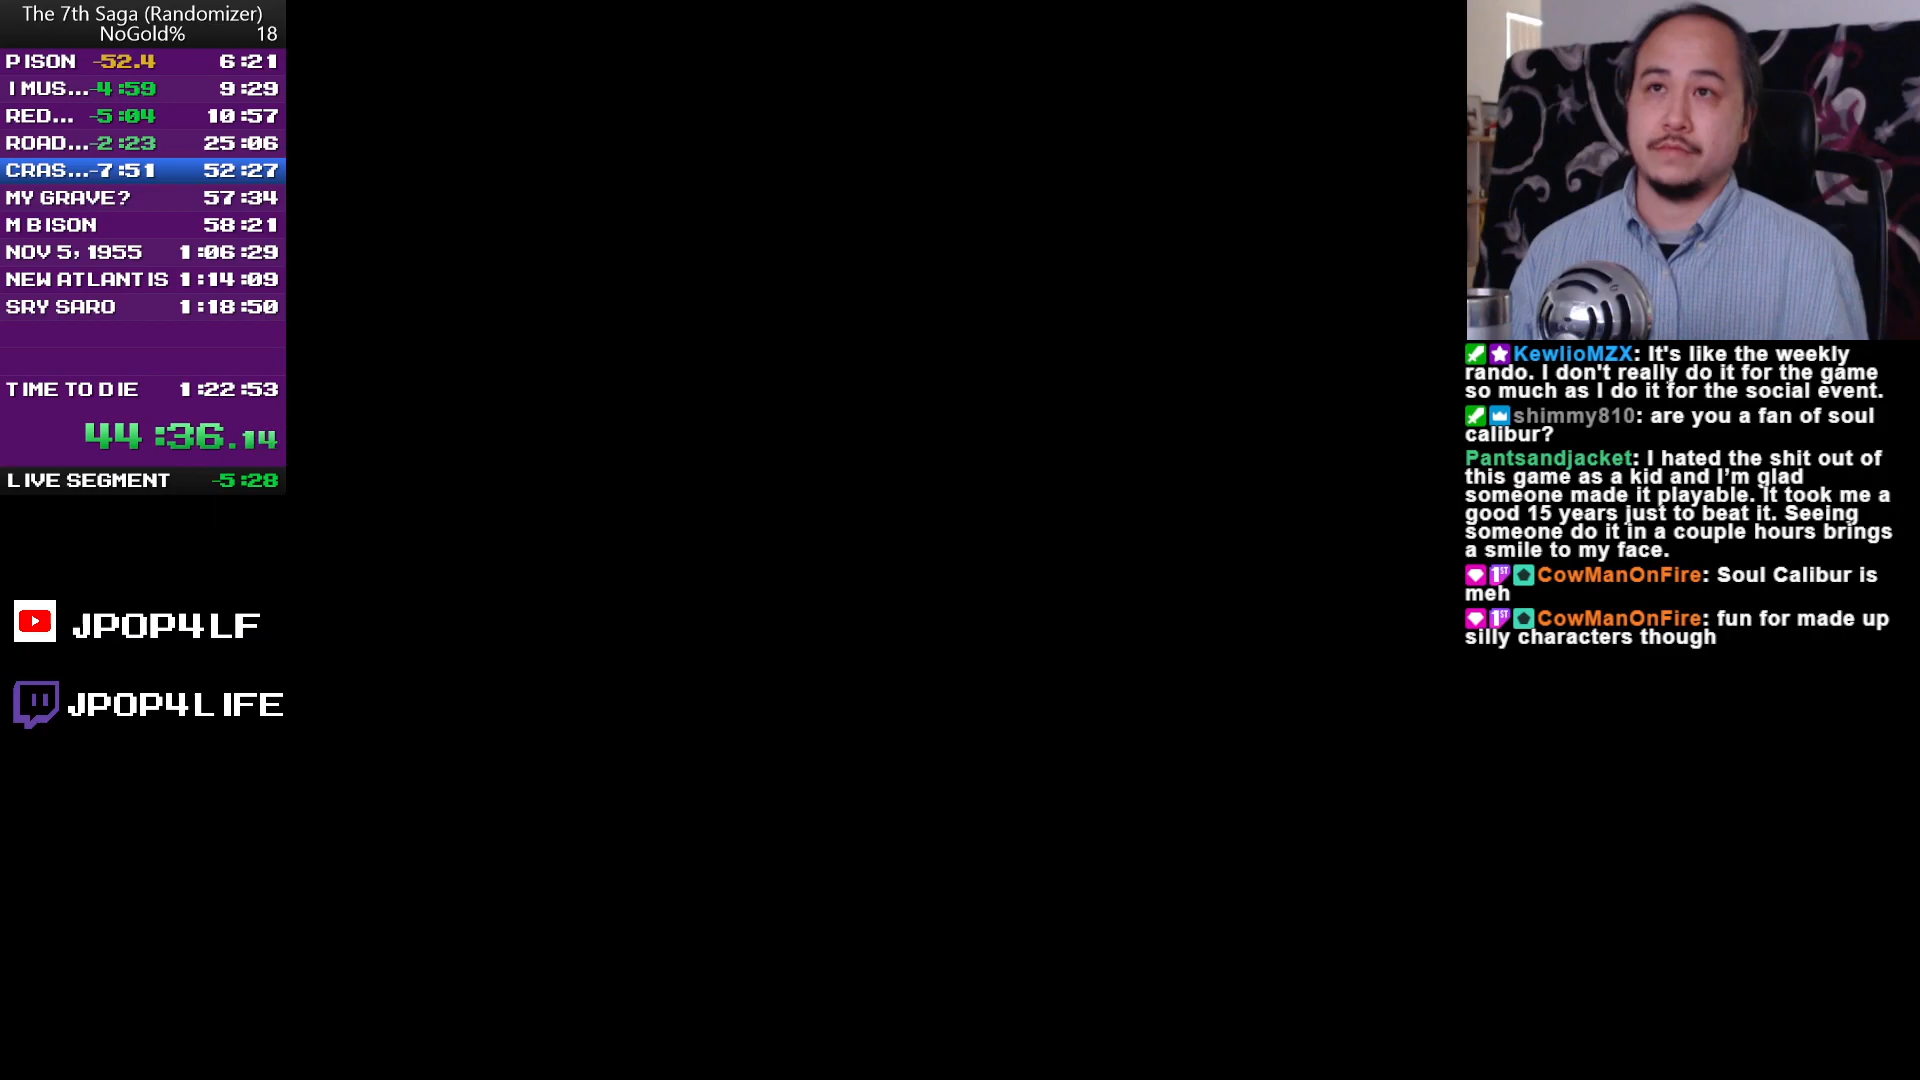 The 7th Saga (Randomizer)
NoGold% 18
PISON -52.4 6:21
I MUS... -4:59 9:29
RED... -5:04 10:57
ROAD... -2:23 25:06
CRAS... -7:51 52:27
MY GRAVE? 57:34
M BISON 58:21
NOV 5, 1955 1:06:29
NEW ATLANTIS 1:14:09
SRY SARO 1:18:50
TIME TO DIE 1:22:53
44:36.14
LIVE SEGMENT -5:28
JPOP4LF
JPOP4LIFE
KewlioMZX: It's like the weekly
rando. I don't really do it for the game
so much as I do it for the social event.
shimmy810: are you a fan of soul
calibur?
Pantsandjacket: I hated the shit out of
this game as a kid and I’m glad
someone made it playable. It took me a
good 15 years just to beat it. Seeing
someone do it in a couple hours brings
a smile to my face.
1ST CowManOnFire: Soul Calibur is
meh
1ST CowManOnFire: fun for made up
silly characters though